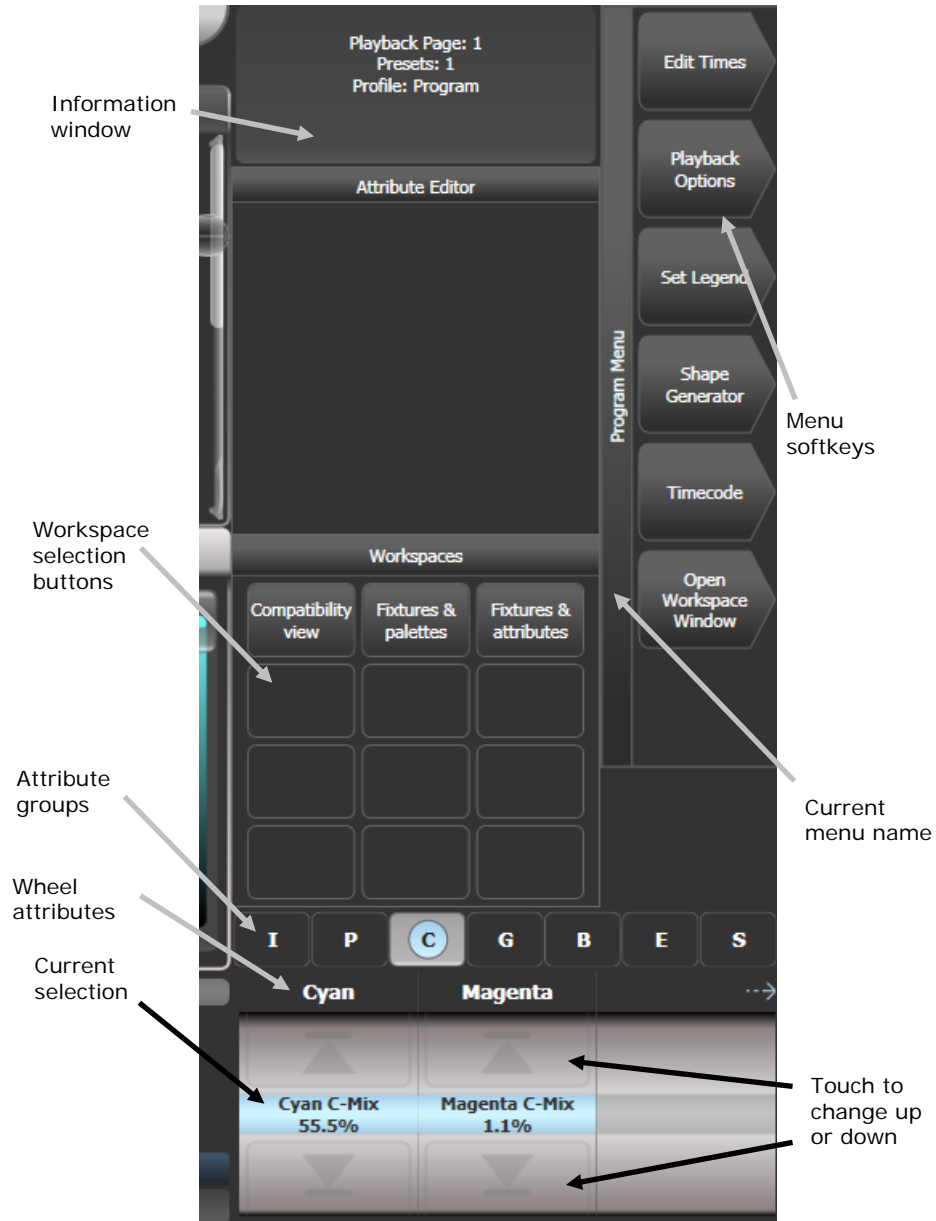 Playback Page: 1
Presets: 1
Profile: Program
Edit Times
Information
window
Playback
Options
Attribute Editor
Set Legend
Program Menu
Shape
Generator
Menu
softkeys
Timecode
Workspace
selection
buttons
Workspaces
Open
Workspace
Window
Compatibility
view
Fixtures &
palettes
Fixtures &
attributes
Attribute
groups
Current
menu name
Wheel
attributes
I P C G B E S
Current
selection
Cyan Magenta
Cyan C-Mix
55.5%
Magenta C-Mix
1.1%
Touch to
change up
or down